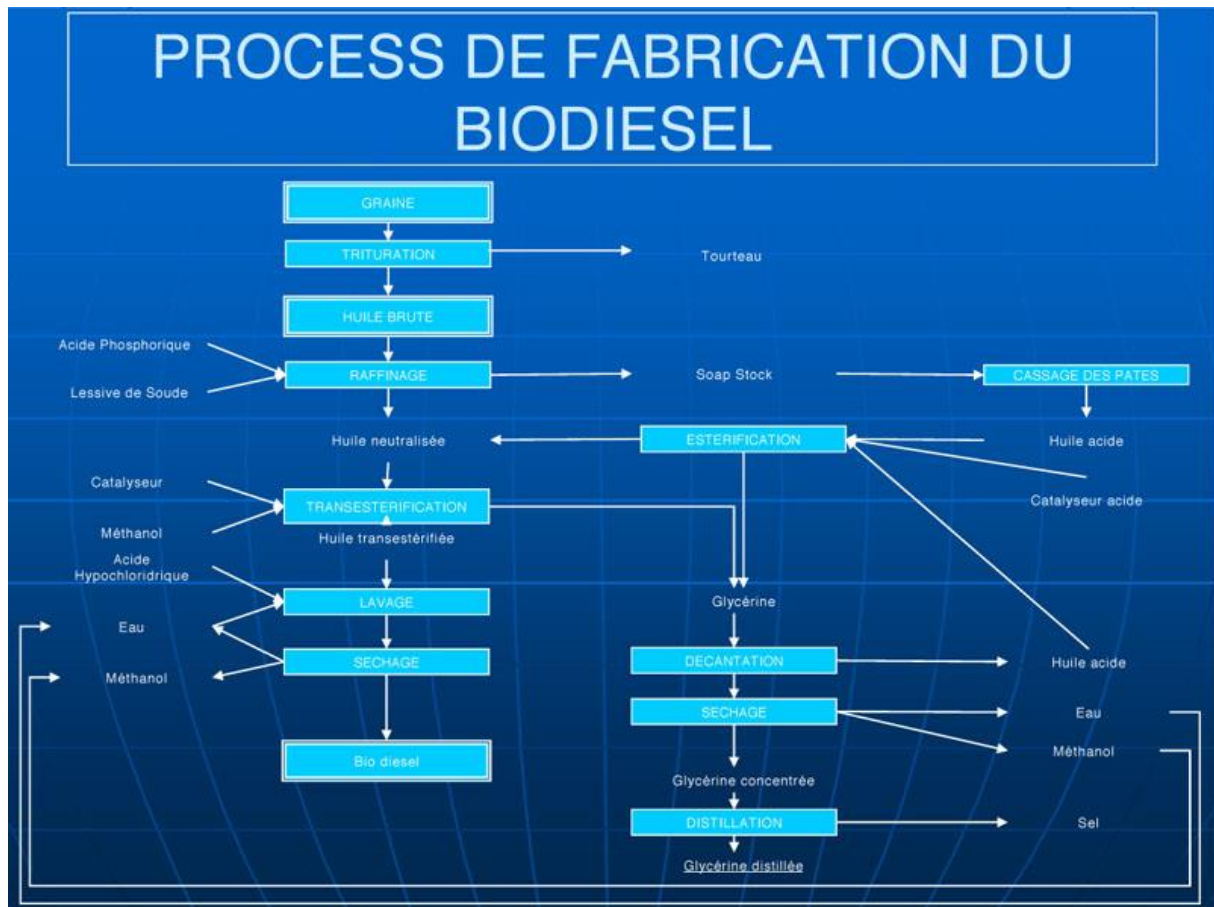 PROCESS DE FABRICATION DU
BIODIESEL
GRAINE
TRITURATION
Tourteau
HUILE BRUTE
Acide Phosphorique
RAFFINAGE
Soap Stock
CASSAGE DES PATES
Lessive de Soude
Huile neutralisée
ESTERIFICATION
Huile acide
Catalyseur
Catalyseur acide
TRANSESTERIFICATION
Méthanol
Huile transestérifiée
Acide
Hypochloridrique
LAVAGE
Glycérine
Eau
SECHAGE
DECANTATION
Huile acide
Méthanol
SECHAGE
Eau
Méthanol
Bio diesel
Glycérine concentrée
DISTILLATION
Sel
Glycérine distillée